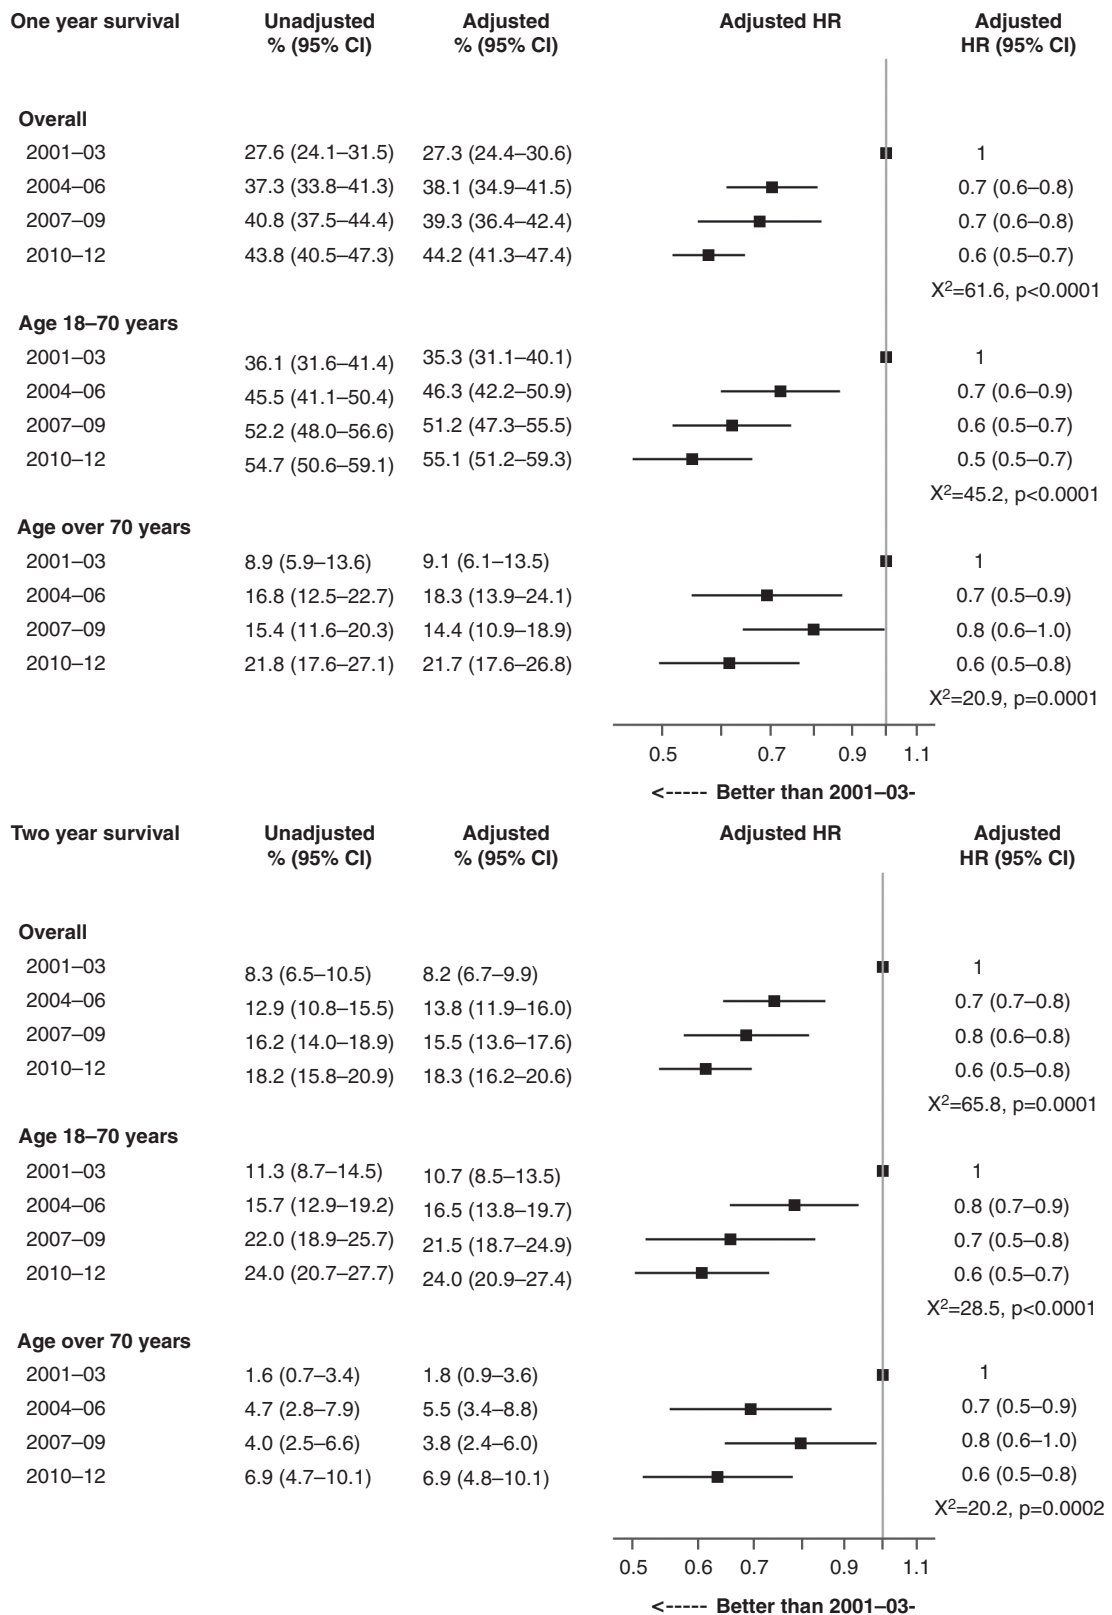 One year survival Unadjusted Adjusted Adjusted HR Adjusted
% (95% CI) % (95% CI) HR (95% CI)
Overall
2001–03 27.6 (24.1–31.5) 27.3 (24.4–30.6) 1
2004–06 37.3 (33.8–41.3) 38.1 (34.9–41.5) 0.7 (0.6–0.8)
2007–09 40.8 (37.5–44.4) 39.3 (36.4–42.4) 0.7 (0.6–0.8)
2010–12 43.8 (40.5–47.3) 44.2 (41.3–47.4) 0.6 (0.5–0.7)
X²=61.6, p<0.0001
Age 18–70 years
2001–03 36.1 (31.6–41.4) 35.3 (31.1–40.1) 1
2004–06 45.5 (41.1–50.4) 46.3 (42.2–50.9) 0.7 (0.6–0.9)
2007–09 52.2 (48.0–56.6) 51.2 (47.3–55.5) 0.6 (0.5–0.7)
2010–12 54.7 (50.6–59.1) 55.1 (51.2–59.3) 0.5 (0.5–0.7)
X²=45.2, p<0.0001
Age over 70 years
2001–03 8.9 (5.9–13.6) 9.1 (6.1–13.5) 1
2004–06 16.8 (12.5–22.7) 18.3 (13.9–24.1) 0.7 (0.5–0.9)
2007–09 15.4 (11.6–20.3) 14.4 (10.9–18.9) 0.8 (0.6–1.0)
2010–12 21.8 (17.6–27.1) 21.7 (17.6–26.8) 0.6 (0.5–0.8)
X²=20.9, p=0.0001
0.5 0.7 0.9 1.1
<----- Better than 2001–03-
Two year survival Unadjusted Adjusted Adjusted HR Adjusted
% (95% CI) % (95% CI) HR (95% CI)
Overall
2001–03 8.3 (6.5–10.5) 8.2 (6.7–9.9) 1
2004–06 12.9 (10.8–15.5) 13.8 (11.9–16.0) 0.7 (0.7–0.8)
2007–09 16.2 (14.0–18.9) 15.5 (13.6–17.6) 0.8 (0.6–0.8)
2010–12 18.2 (15.8–20.9) 18.3 (16.2–20.6) 0.6 (0.5–0.8)
X²=65.8, p=0.0001
Age 18–70 years
2001–03 11.3 (8.7–14.5) 10.7 (8.5–13.5) 1
2004–06 15.7 (12.9–19.2) 16.5 (13.8–19.7) 0.8 (0.7–0.9)
2007–09 22.0 (18.9–25.7) 21.5 (18.7–24.9) 0.7 (0.5–0.8)
2010–12 24.0 (20.7–27.7) 24.0 (20.9–27.4) 0.6 (0.5–0.7)
X²=28.5, p<0.0001
Age over 70 years
2001–03 1.6 (0.7–3.4) 1.8 (0.9–3.6) 1
2004–06 4.7 (2.8–7.9) 5.5 (3.4–8.8) 0.7 (0.5–0.9)
2007–09 4.0 (2.5–6.6) 3.8 (2.4–6.0) 0.8 (0.6–1.0)
2010–12 6.9 (4.7–10.1) 6.9 (4.8–10.1) 0.6 (0.5–0.8)
X²=20.2, p=0.0002
0.5 0.6 0.7 0.9 1.1
<----- Better than 2001–03-